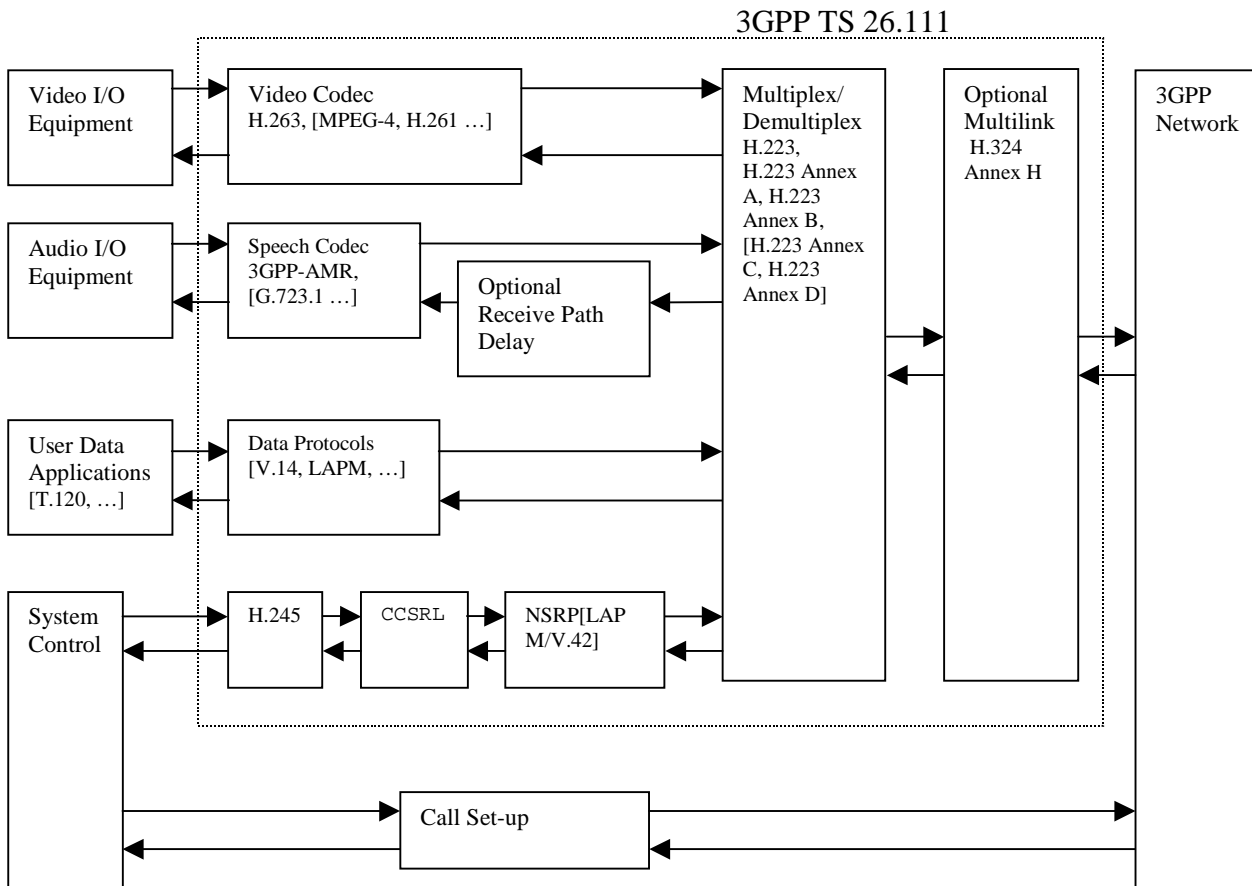 3GPP TS 26.111
Video I/O
Equipment
Video Codec
H.263, [MPEG-4, H.261 …]
Multiplex/
Demultiplex
H.223,
H.223 Annex
A, H.223
Annex B,
[H.223 Annex
C, H.223
Annex D]
Optional
Multilink
H.324
Annex H
3GPP
Network
Audio I/O
Equipment
Speech Codec
3GPP-AMR,
[G.723.1 …]
Optional
Receive Path
Delay
User Data
Applications
[T.120, …]
Data Protocols
[V.14, LAPM, …]
System
Control
H.245
CCSRL
NSRP[LAP
M/V.42]
Call Set-up